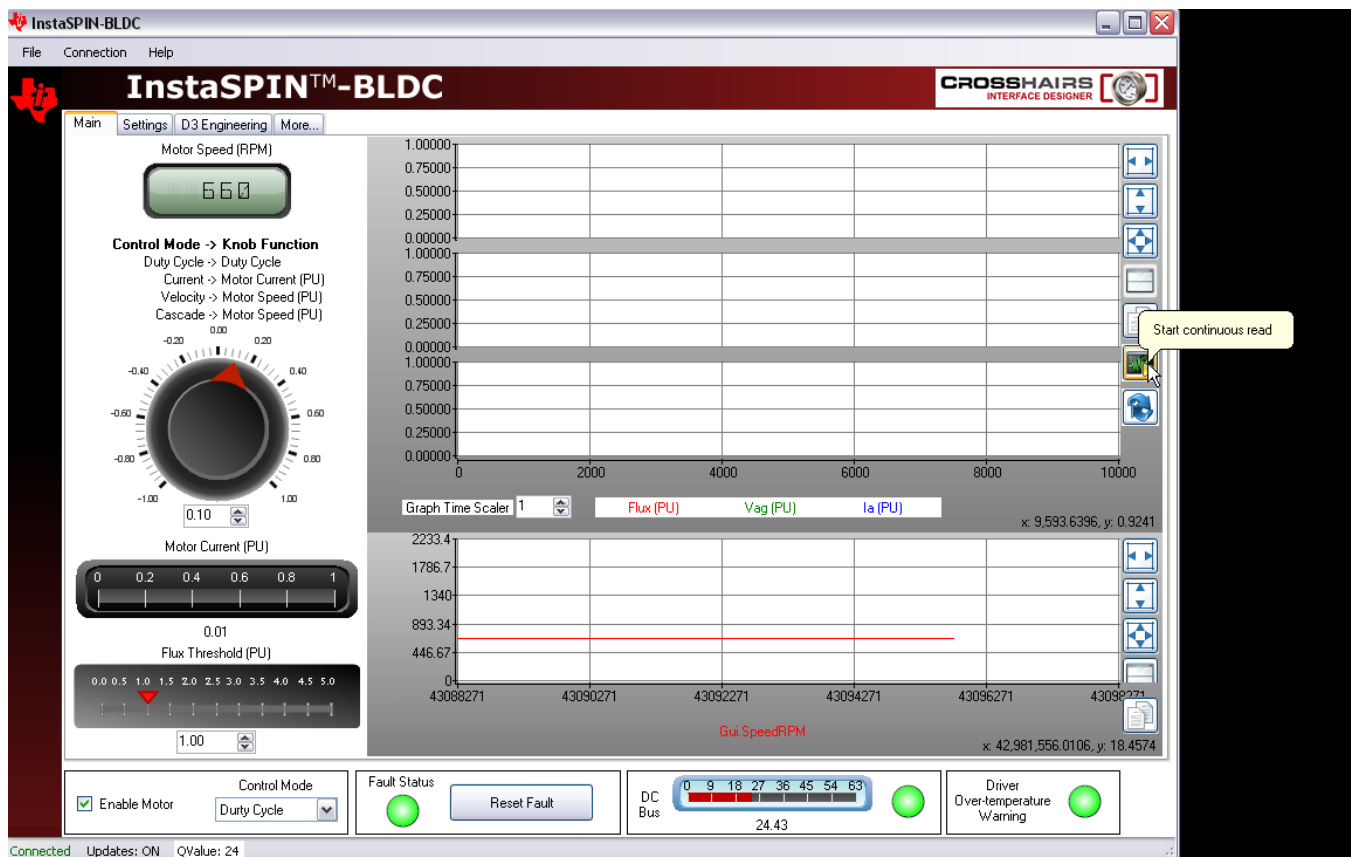 InstaSPIN-BLDC
File Connection Help
InstaSPIN™-BLDC
CROSSHAIRS
INTERFACE DESIGNER
Main Settings D3 Engineering More...
Motor Speed (RPM)
660
Control Mode -> Knob Function
Duty Cycle -> Duty Cycle
Current -> Motor Current (PU)
Velocity -> Motor Speed (PU)
Cascade -> Motor Speed (PU)
0.00
-0.20 0.20
-0.40 0.40
-0.60 0.60
-0.80 0.80
-1.00 1.00
0.10
Motor Current (PU)
0 0.2 0.4 0.6 0.8 1
0.01
Flux Threshold (PU)
0.0 0.5 1.0 1.5 2.0 2.5 3.0 3.5 4.0 4.5 5.0
1.00
1.00000
0.75000
0.50000
0.25000
0.00000
1.00000
0.75000
0.50000
0.25000
0.00000
1.00000
0.75000
0.50000
0.25000
0.00000
0 2000 4000 6000 8000 10000
Start continuous read
Graph Time Scaler 1 Flux (PU) Vag (PU) Ia (PU)
x: 9,593.6396, y: 0.9241
2233.4
1786.7
1340
893.34
446.67
0
43088271 43090271 43092271 43094271 43096271 43098271
Gui.SpeedRPM
x: 42,981,556.0106, y: 18.4574
Enable Motor
Control Mode
Durty Cycle
Fault Status
Reset Fault
DC
Bus
0 9 18 27 36 45 54 63
24.43
Driver
Over-temperature
Warning
Connected Updates: ON QValue: 24